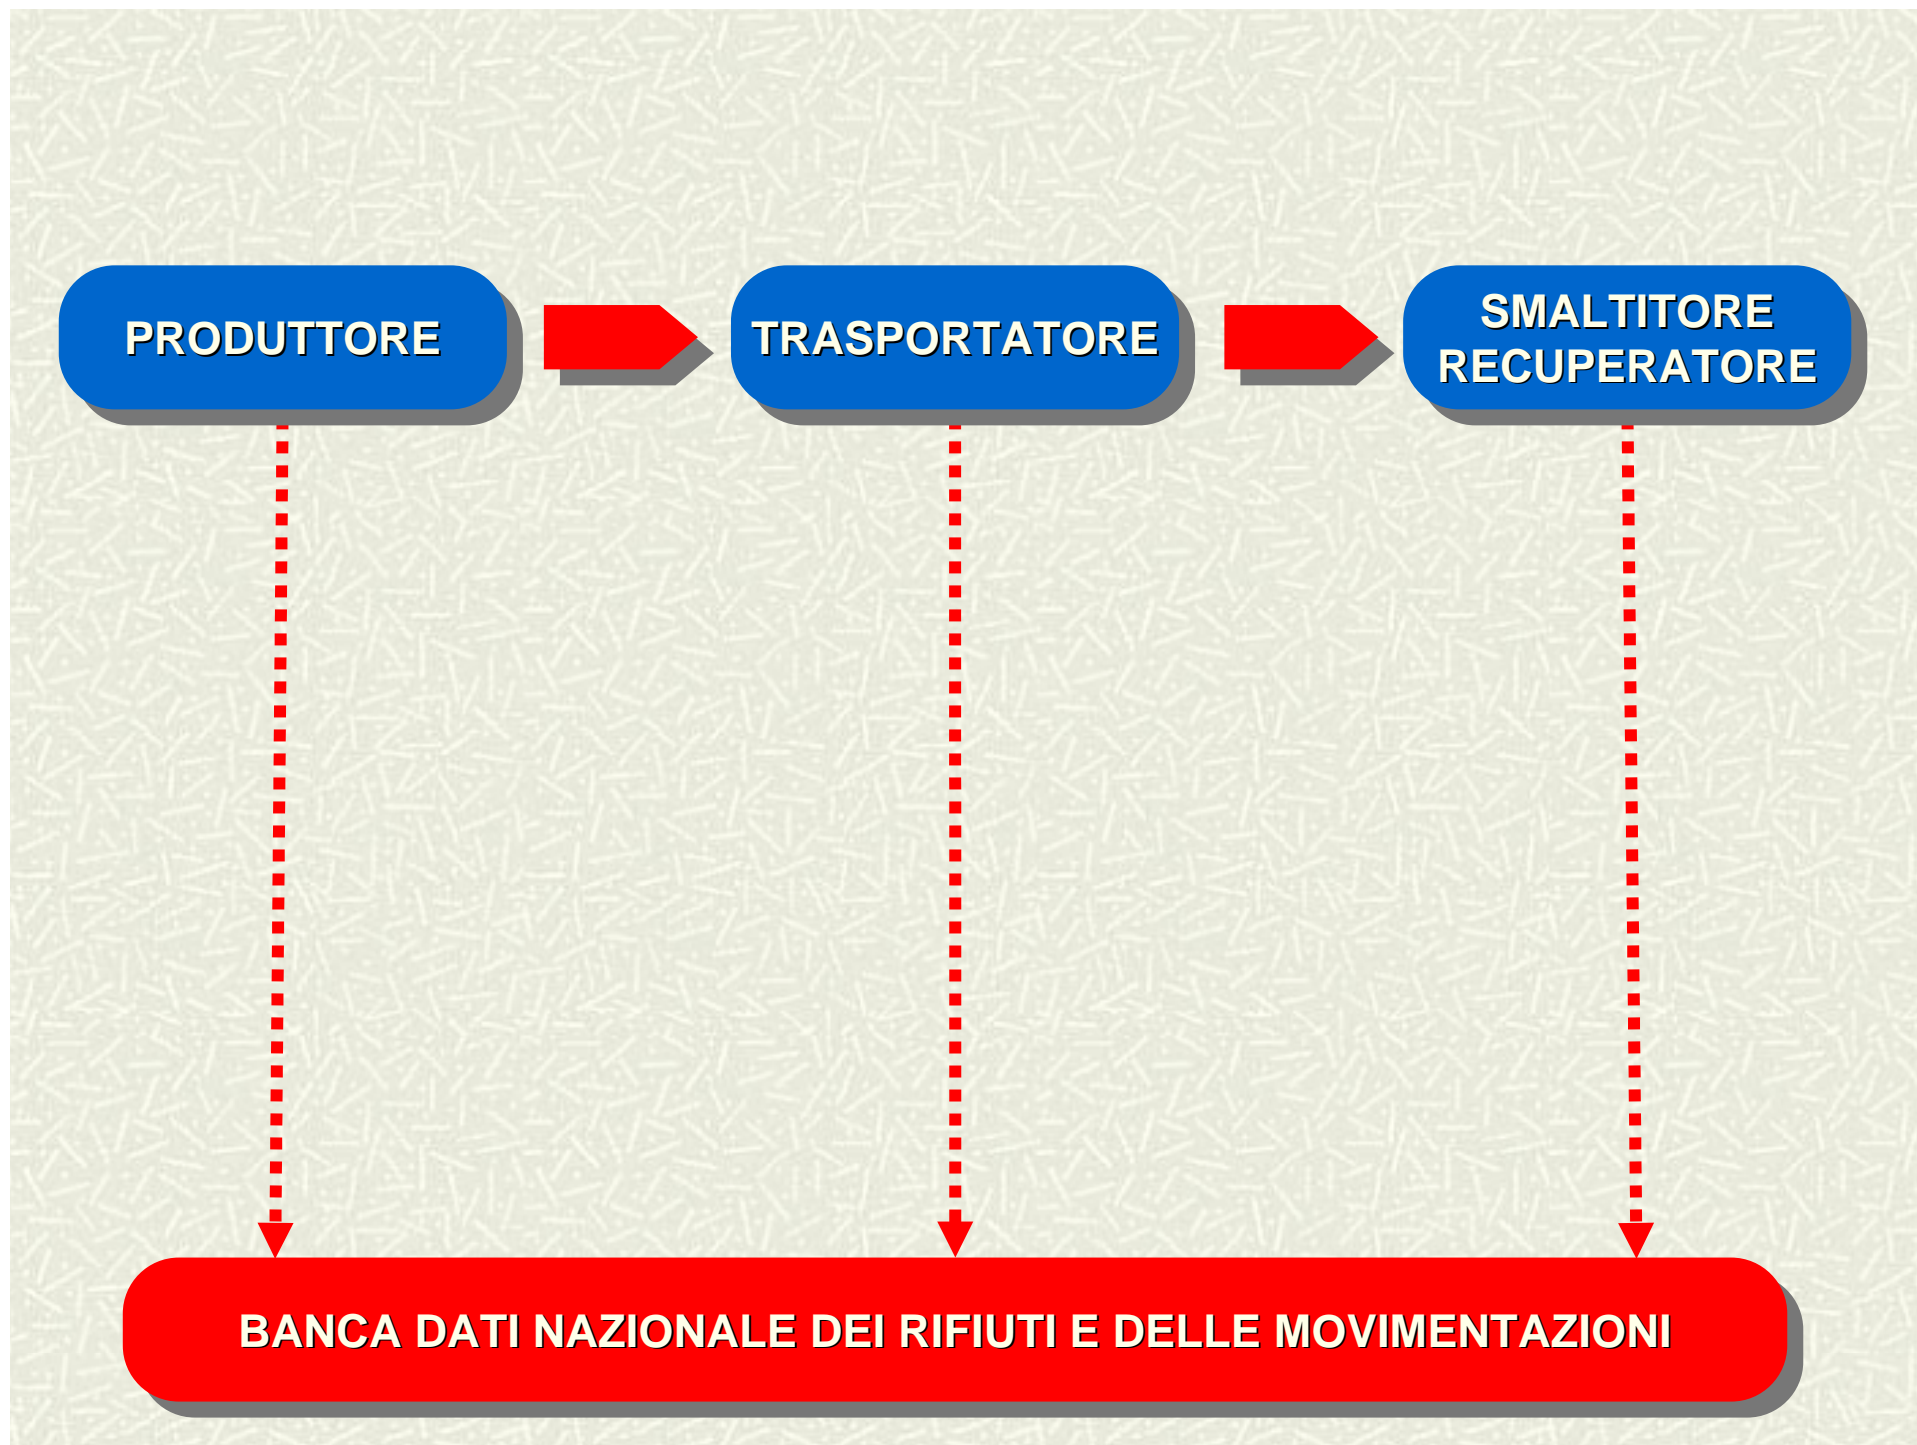 PRODUTTORE
TRASPORTATORE
SMALTITORE
RECUPERATORE
BANCA DATI NAZIONALE DEI RIFIUTI E DELLE MOVIMENTAZIONI